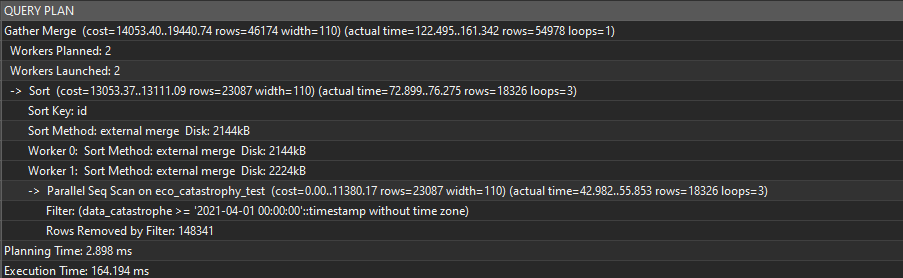 QUERY PLAN
Gather Merge (cost=14053.40..19440.74 rows=46174 width=110) (actual time=122.495..161.342 rows=54978 loops=1)
Workers Planned: 2
Workers Launched: 2
-> Sort (cost=13053.37..13111.09 rows=23087 width=110) (actual time=72.899..76.275 rows=18326 loops=3)
Sort Key: id
Sort Method: external merge Disk: 2144kB
Worker 0: Sort Method: external merge Disk: 2144kB
Worker 1: Sort Method: external merge Disk: 2224kB
-> Parallel Seq Scan on eco_catastrophy_test (cost=0.00..11380.17 rows=23087 width=110) (actual time=42.982..55.853 rows=18326 loops=3)
Filter: (data_catastrophe >= '2021-04-01 00:00:00'::timestamp without time zone)
Rows Removed by Filter: 148341
Planning Time: 2.898 ms
Execution Time: 164.194 ms